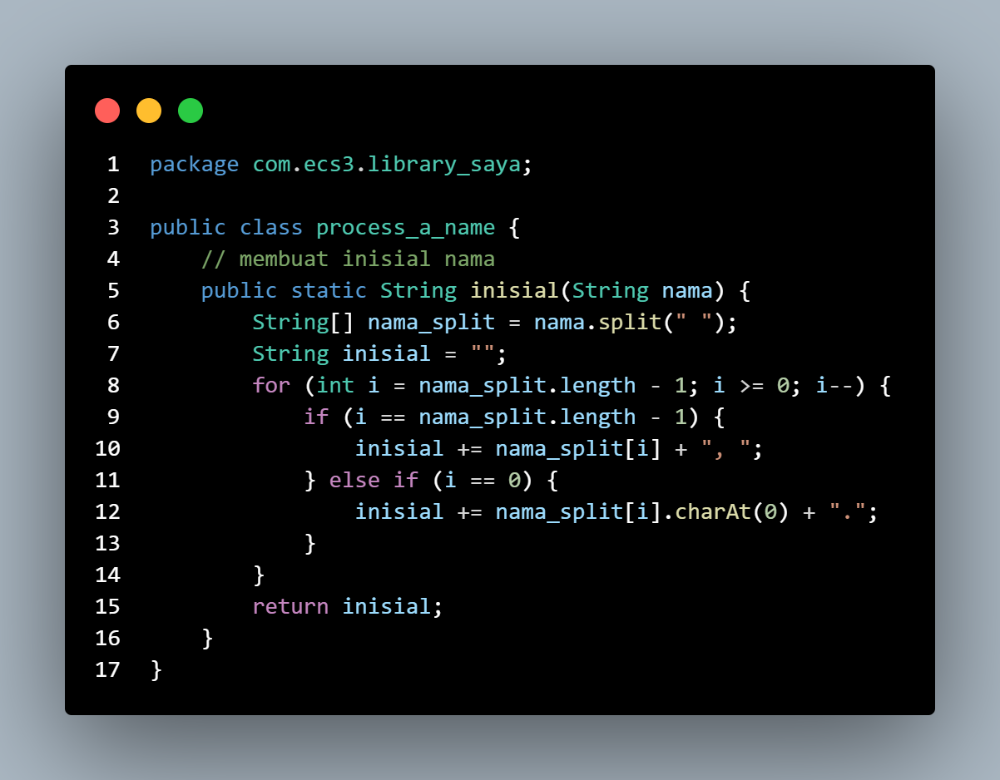 1 package com.ecs3.library_saya;
2
3 public class process_a_name {
4     // membuat inisial nama
5     public static String inisial(String nama) {
6         String[] nama_split = nama.split(" ");
7         String inisial = "";
8         for (int i = nama_split.length - 1; i >= 0; i--) {
9             if (i == nama_split.length - 1) {
10                 inisial += nama_split[i] + ", ";
11             } else if (i == 0) {
12                 inisial += nama_split[i].charAt(0) + ".";
13             }
14         }
15         return inisial;
16     }
17 }